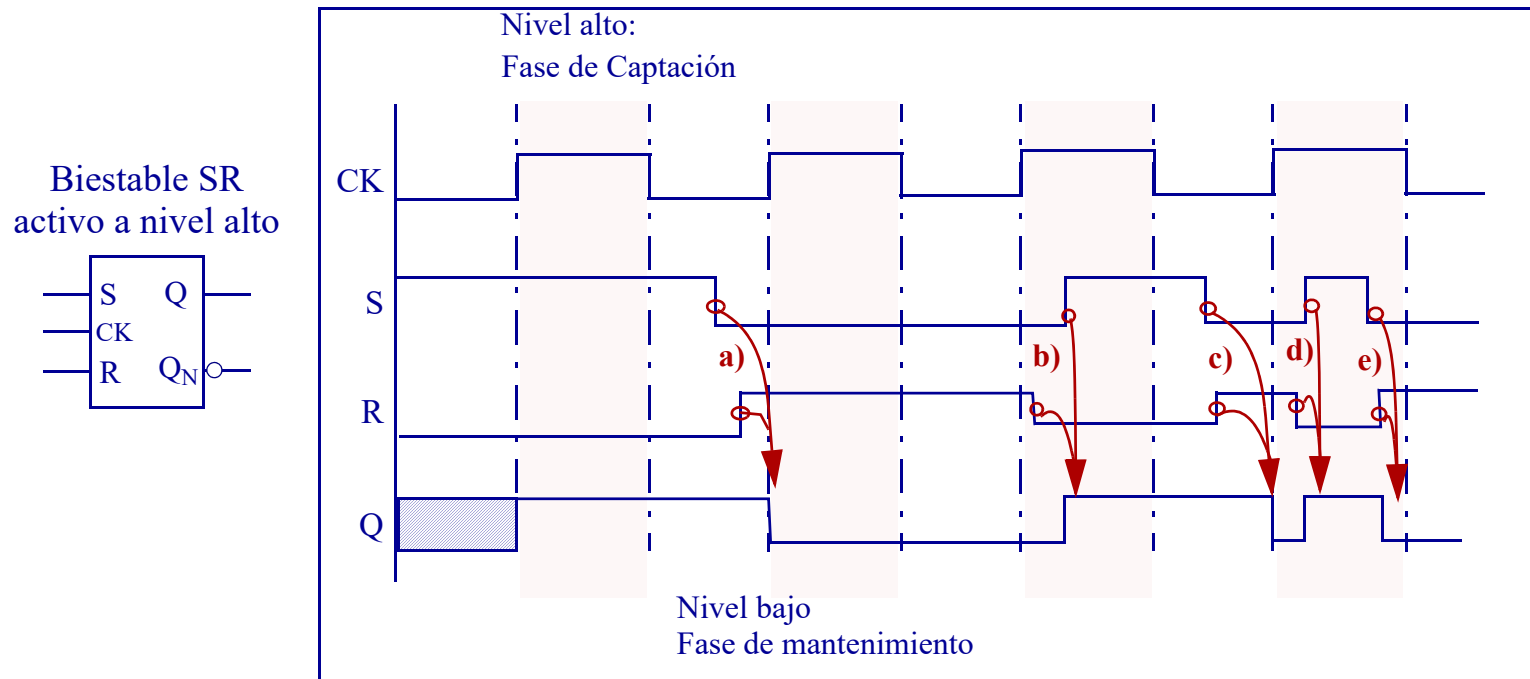 Nivel alto:
Fase de Captación
Biestable SR
activo a nivel alto
S Q
CK
R QN
CK
S
a)
b)
c)
d)
e)
R
Q
Nivel bajo
Fase de mantenimiento